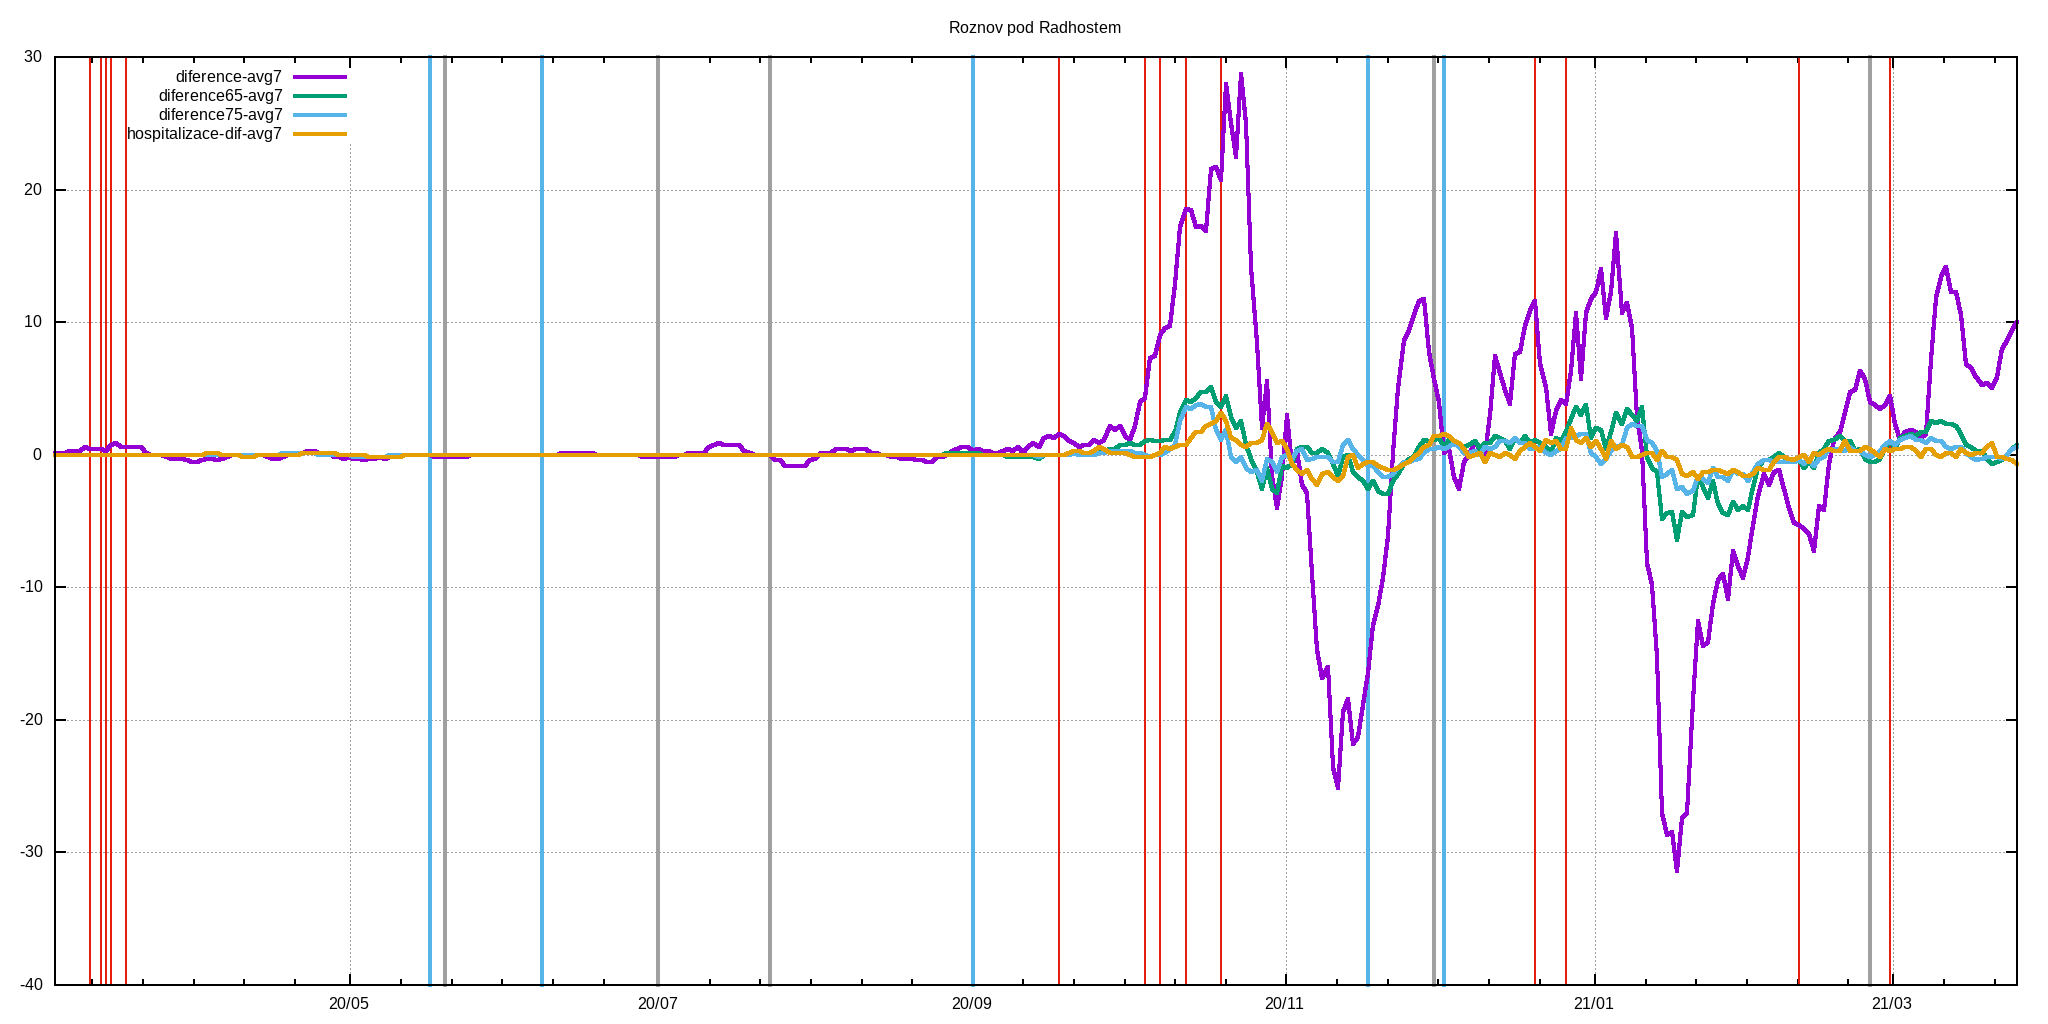 Roznov pod Radhostem
diference-avg7
diference65-avg7
diference75-avg7
hospitalizace-dif-avg7
30
20
10
0
-10
-20
-30
-40
20/05 20/07 20/09 20/11 21/01 21/03